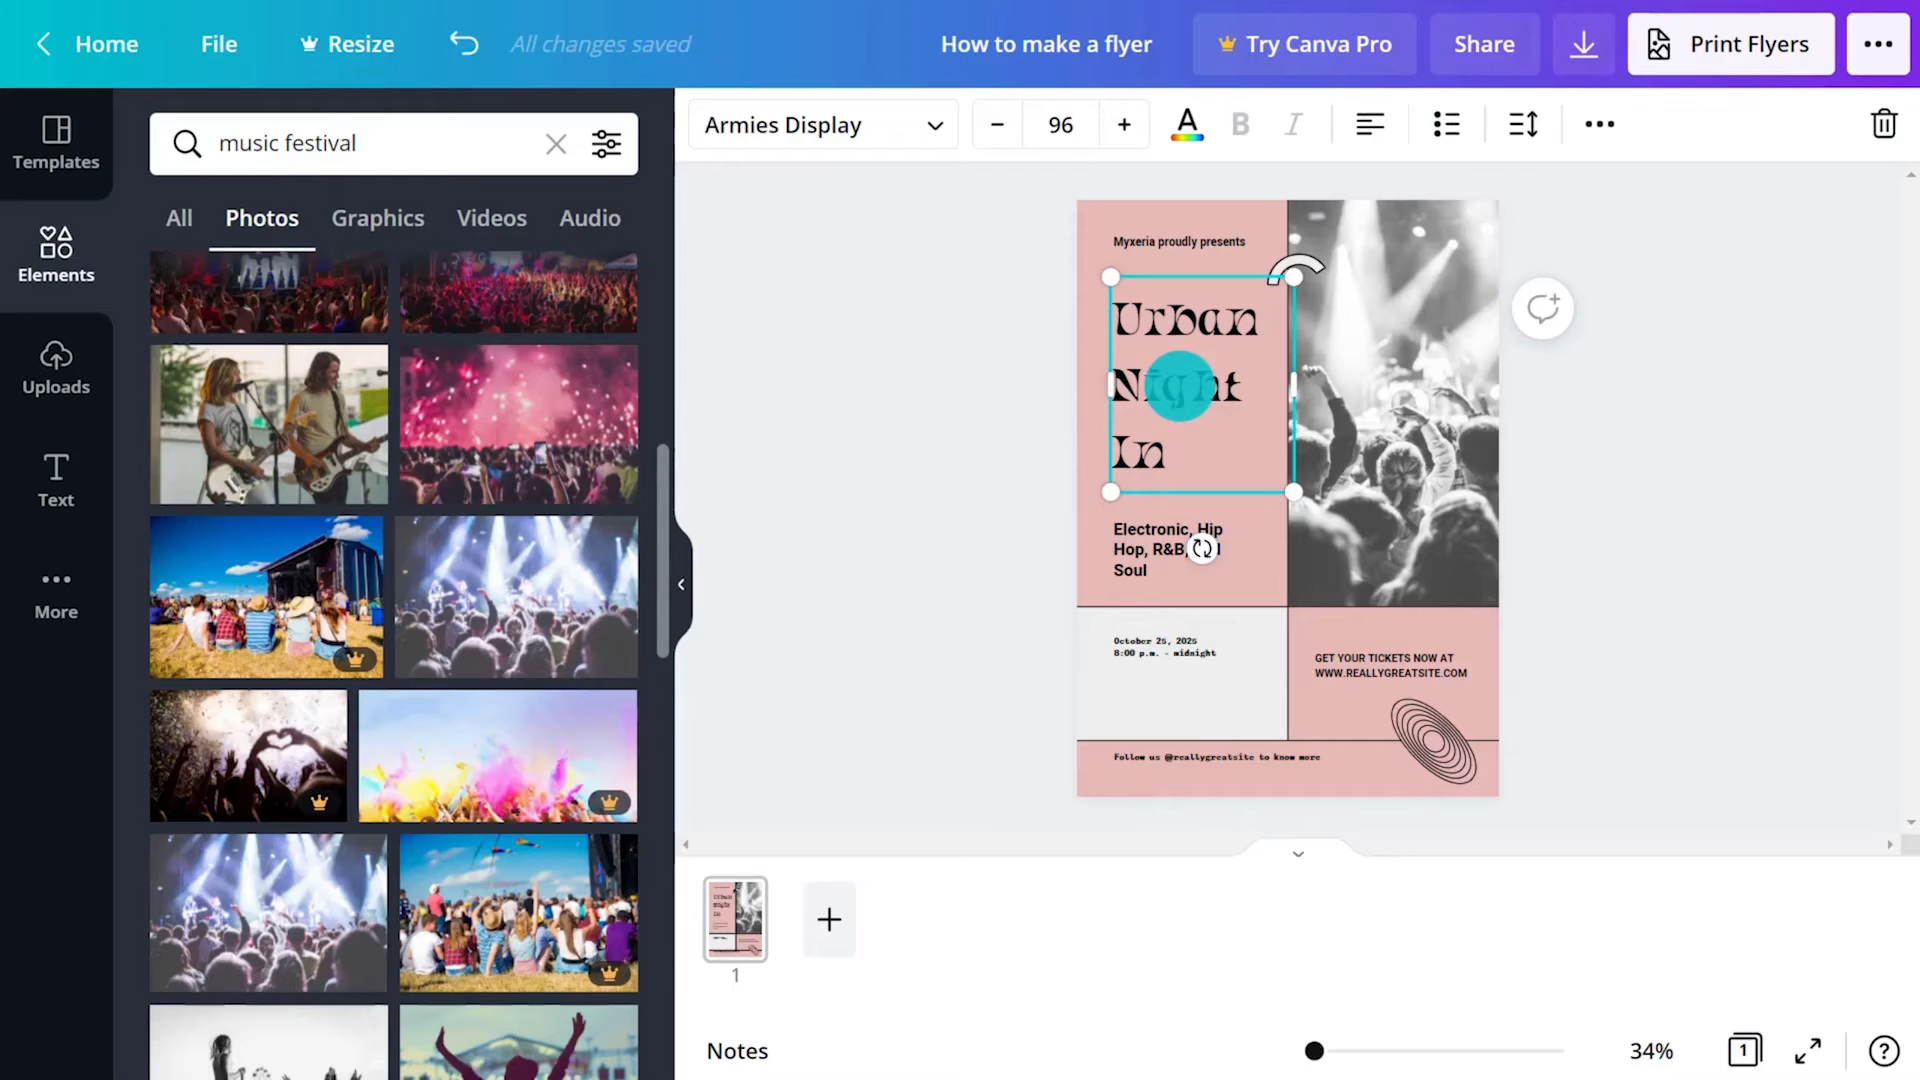 Home
File
Resize
All changes saved
How to make a flyer
Try Canva Pro
Share
Print Flyers
Templates
Elements
Uploads
Text
More
music festival
All
Photos
Graphics
Videos
Audio
Armies Display
96
A
B
I
Myxeria proudly presents
Urban
Night
In
Electronic, Hip
Hop, R&B,
Soul
October 25, 2025
8:00 p.m. - midnight
GET YOUR TICKETS NOW AT
WWW.REALLYGREATSITE.COM
Follow us @reallygreatsite to know more
1
Notes
34%
1
?